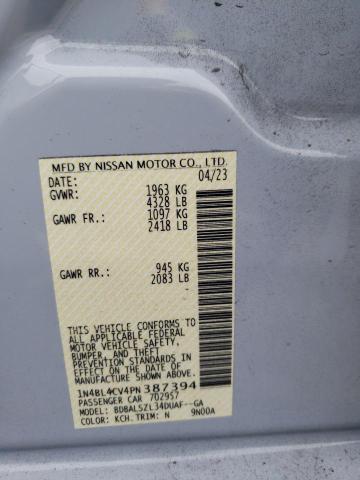 MFD BY NISSAN MOTOR CO., LTD.
DATE: 04/23
GVWR: 1963 KG
4328 LB
GAWR FR.: 1097 KG
2418 LB
GAWR RR.: 945 KG
2083 LB
THIS VEHICLE CONFORMS TO
ALL APPLICABLE FEDERAL
MOTOR VEHICLE SAFETY,
BUMPER, AND THEFT
PREVENTION STANDARDS IN
EFFECT ON THE DATE OF
MANUFACTURE SHOWN ABOVE.
1N4BL4CV4PN387394
PASSENGER CAR 702957
MODEL: BDBALSZL34DUAF--GA
COLOR: KCH. TRIM: N 9N00A